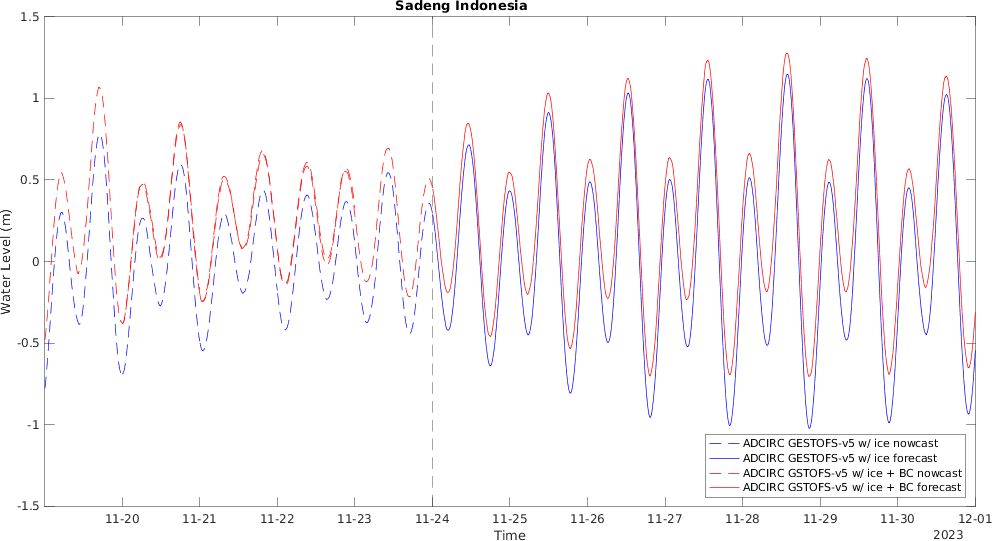 Sadeng Indonesia
Water Level (m)
1.5
1
0.5
0
-0.5
-1
-1.5
11-20
11-21
11-22
11-23
11-24
11-25
11-26
11-27
11-28
11-29
11-30
12-01
2023
Time
ADCIRC GESTOFS-v5 w/ ice nowcast
ADCIRC GESTOFS-v5 w/ ice forecast
ADCIRC GSTOFS-v5 w/ ice + BC nowcast
ADCIRC GSTOFS-v5 w/ ice + BC forecast